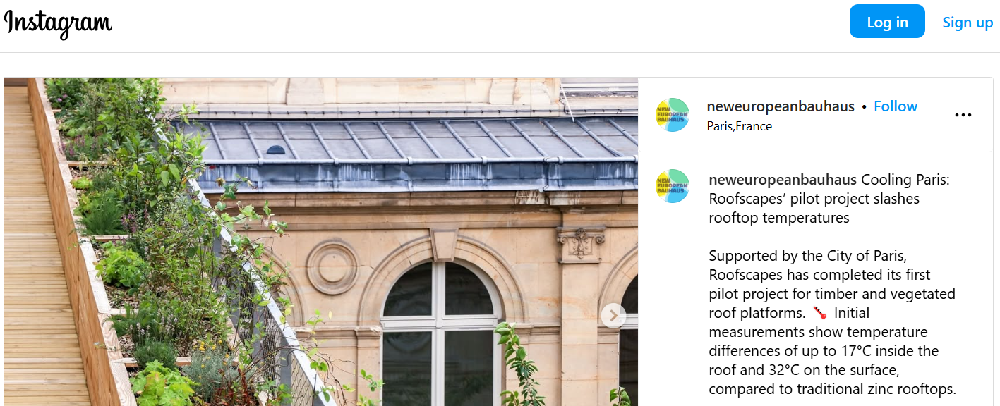 Instagram
Log in
Sign up
NEW
EUROPEAN
BAUHAUS
neweuropeanbauhaus • Follow
Paris,France
NEW
EUROPEAN
BAUHAUS
neweuropeanbauhaus Cooling Paris:
Roofscapes’ pilot project slashes
rooftop temperatures
Supported by the City of Paris,
Roofscapes has completed its first
pilot project for timber and vegetated
roof platforms. 🌡️ Initial
measurements show temperature
differences of up to 17°C inside the
roof and 32°C on the surface,
compared to traditional zinc rooftops.